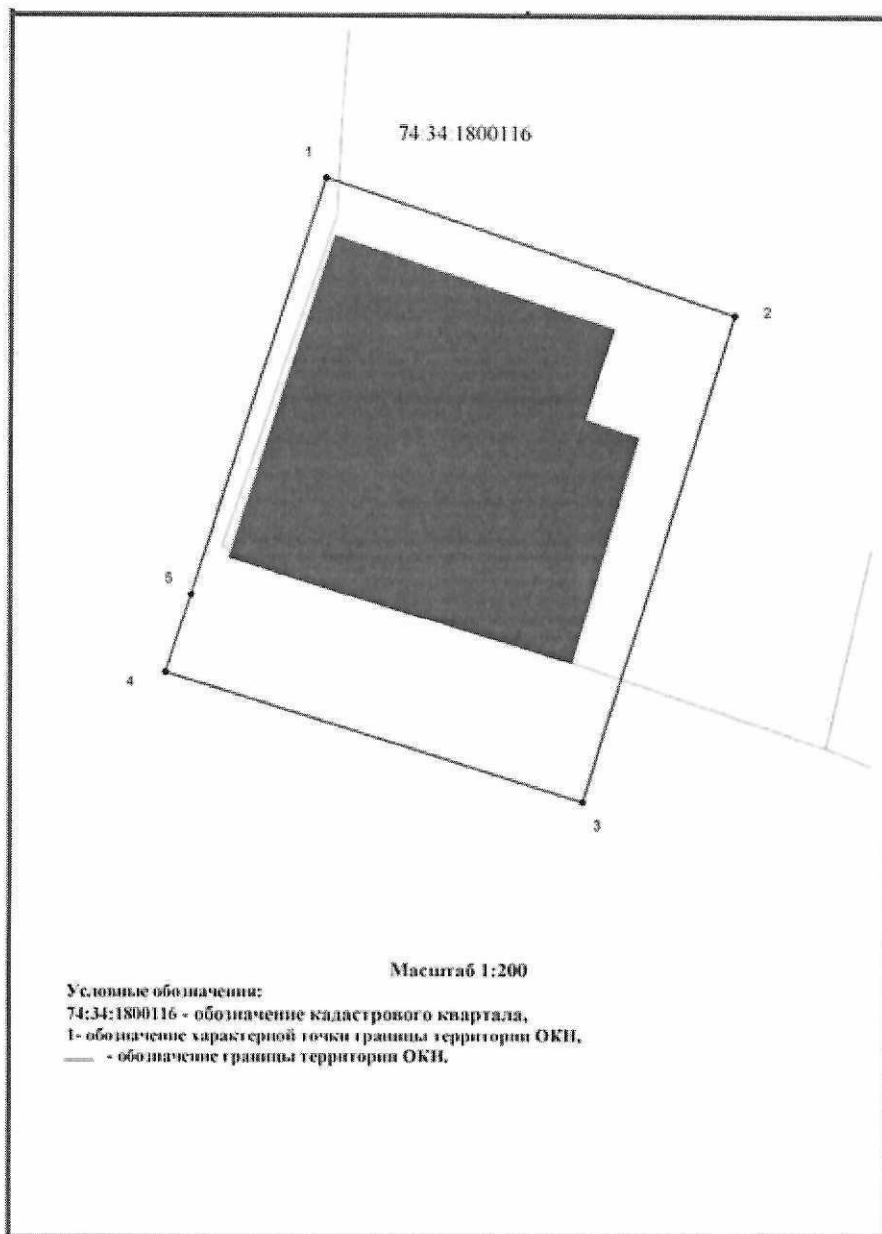 74 34 1800116
1
2
5
4
3
Масштаб 1:200
Условные обозначения:
74:34:1800116 - обозначение кадастрового квартала,
1- обозначение характерной точки границы территории ОКН,
- обозначение границы территории ОКН.